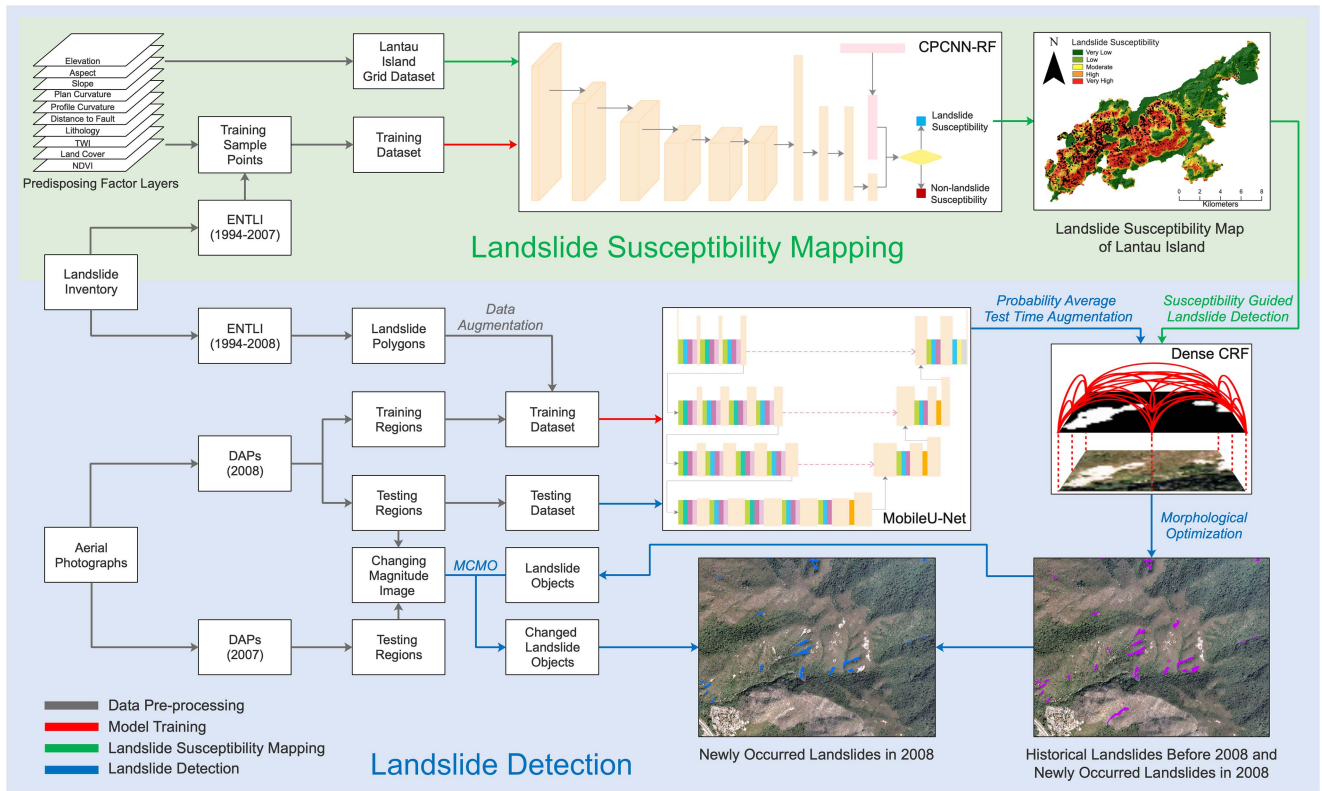 Elevation
Aspect
Slope
Plan Curvature
Profile Curvature
Distance to Fault
Lithology
TWI
Land Cover
NDVI
Predisposing Factor Layers
Lantau
Island
Grid Dataset
Training
Sample
Points
Training
Dataset
ENTLI
(1994-2007)
CPCNN-RF
Landslide
Susceptibility
Non-landslide
Susceptibility
N
Landslide Susceptibility
Very Low
Low
Moderate
High
Very High
0 2 4 6 8
Kilometers
Landslide Susceptibility Map
of Lantau Island
Landslide Susceptibility Mapping
Landslide
Inventory
ENTLI
(1994-2008)
Landslide
Polygons
Data
Augmentation
Training
Regions
Training
Dataset
DAPs
(2008)
Testing
Regions
Testing
Dataset
MobileU-Net
Probability Average
Test Time Augmentation
Susceptibility Guided
Landslide Detection
Dense CRF
Morphological
Optimization
Aerial
Photographs
Changing
Magnitude
Image
MCMO
Landslide
Objects
DAPs
(2007)
Testing
Regions
Changed
Landslide
Objects
Newly Occurred Landslides in 2008
Historical Landslides Before 2008 and
Newly Occurred Landslides in 2008
Data Pre-processing
Model Training
Landslide Susceptibility Mapping
Landslide Detection
Landslide Detection